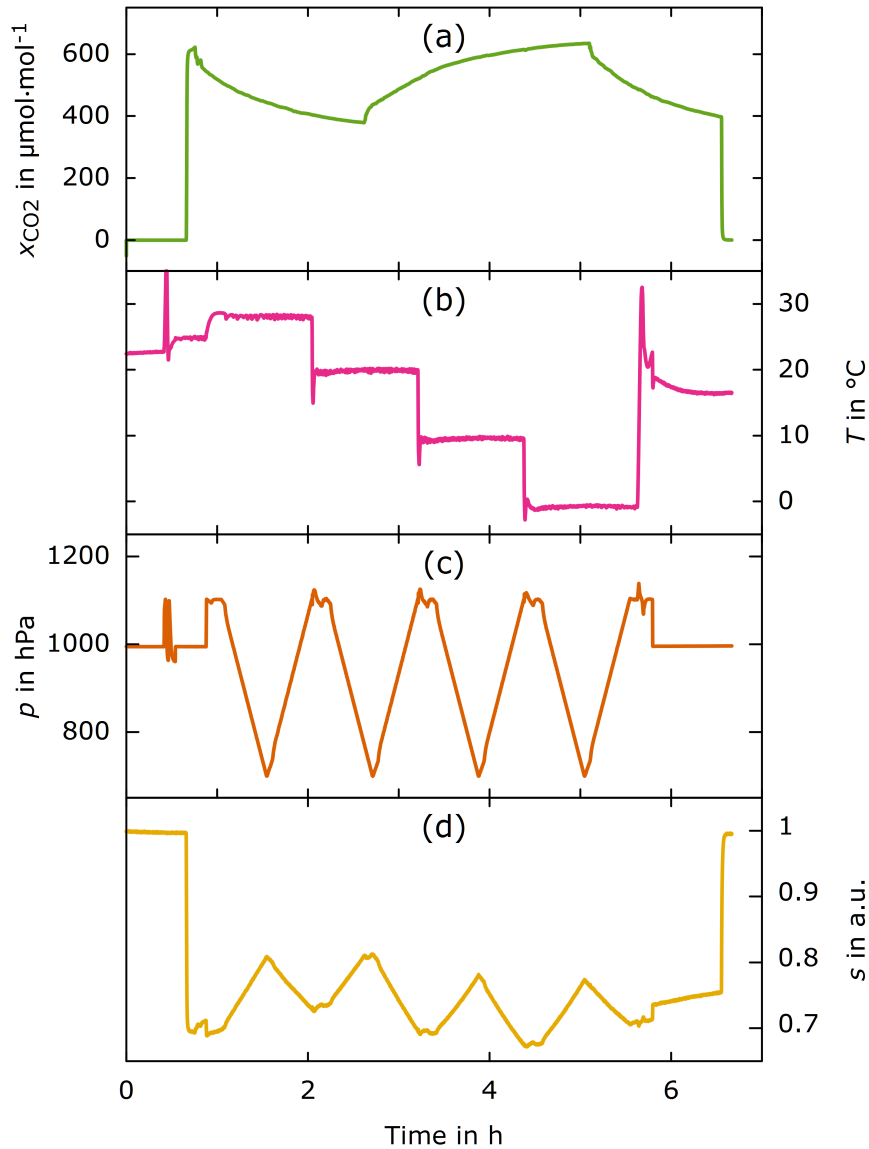 (a)
600
400
200
0
xCO2 in μmol·mol-1
(b)
30
20
10
0
T in °C
(c)
1200
1000
800
p in hPa
(d)
1
0.9
0.8
0.7
s in a.u.
0 2 4 6
Time in h